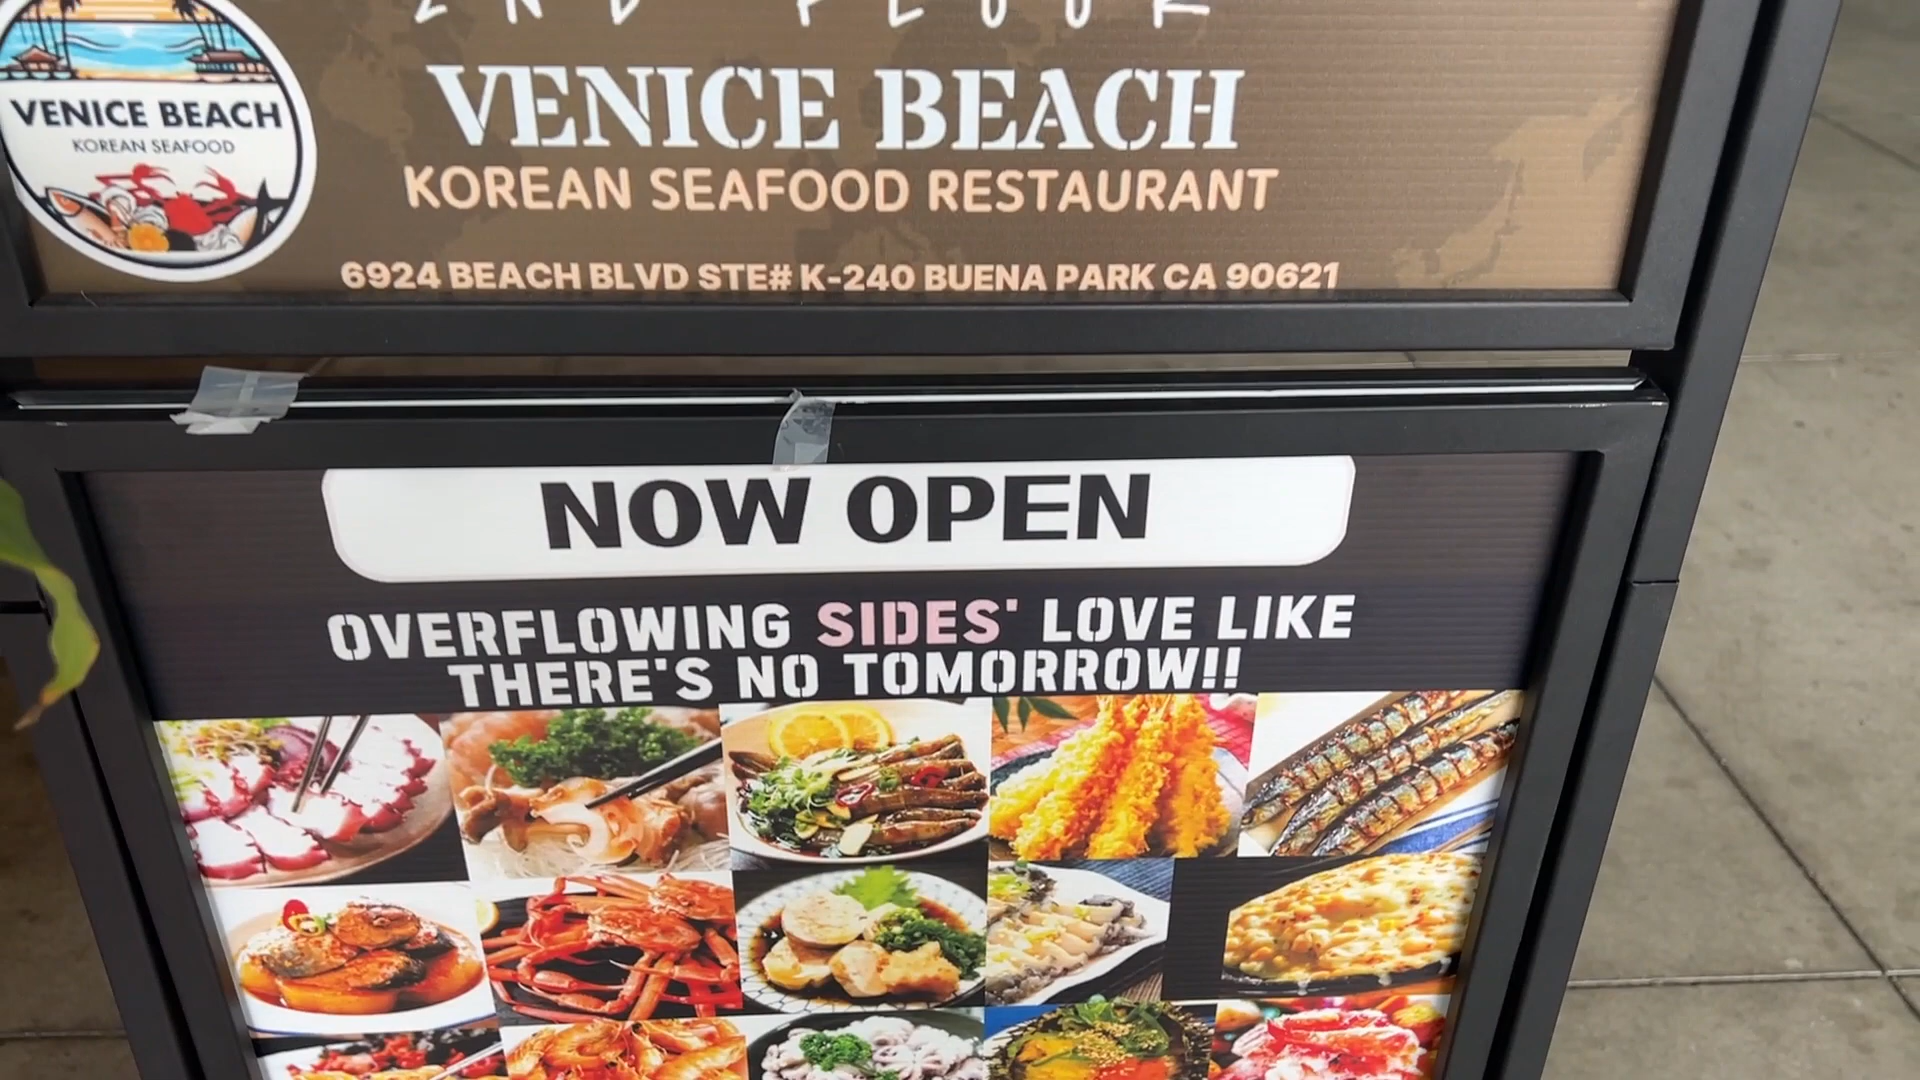 2ND FLOOR
VENICE BEACH
KOREAN SEAFOOD
VENICE BEACH
KOREAN SEAFOOD RESTAURANT
6924 BEACH BLVD STE# K-240 BUENA PARK CA 90621
NOW OPEN
OVERFLOWING SIDES' LOVE LIKE
THERE'S NO TOMORROW!!